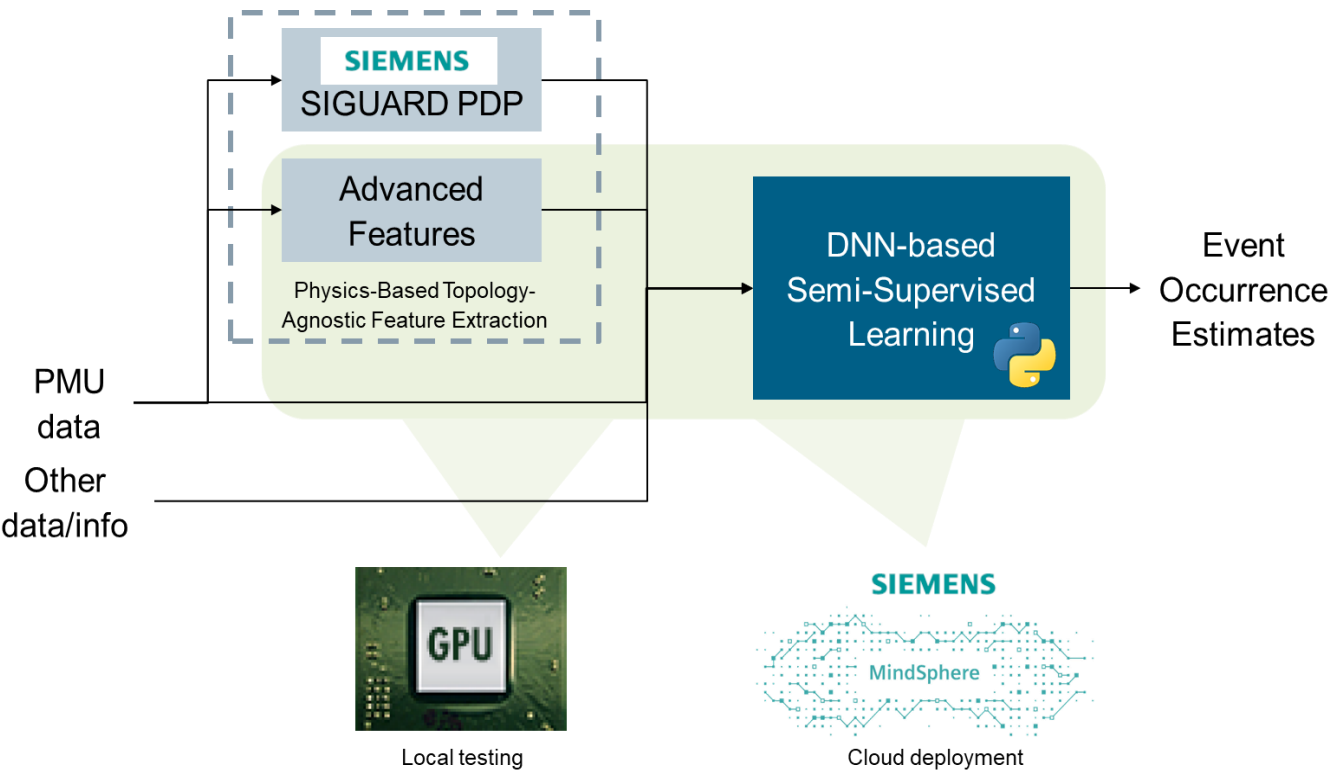 SIEMENS
SIGUARD PDP
Advanced
Features
Physics-Based Topology-
Agnostic Feature Extraction
DNN-based
Semi-Supervised
Learning
Event
Occurrence
Estimates
PMU
data
Other
data/info
GPU
Local testing
SIEMENS
MindSphere
Cloud deployment